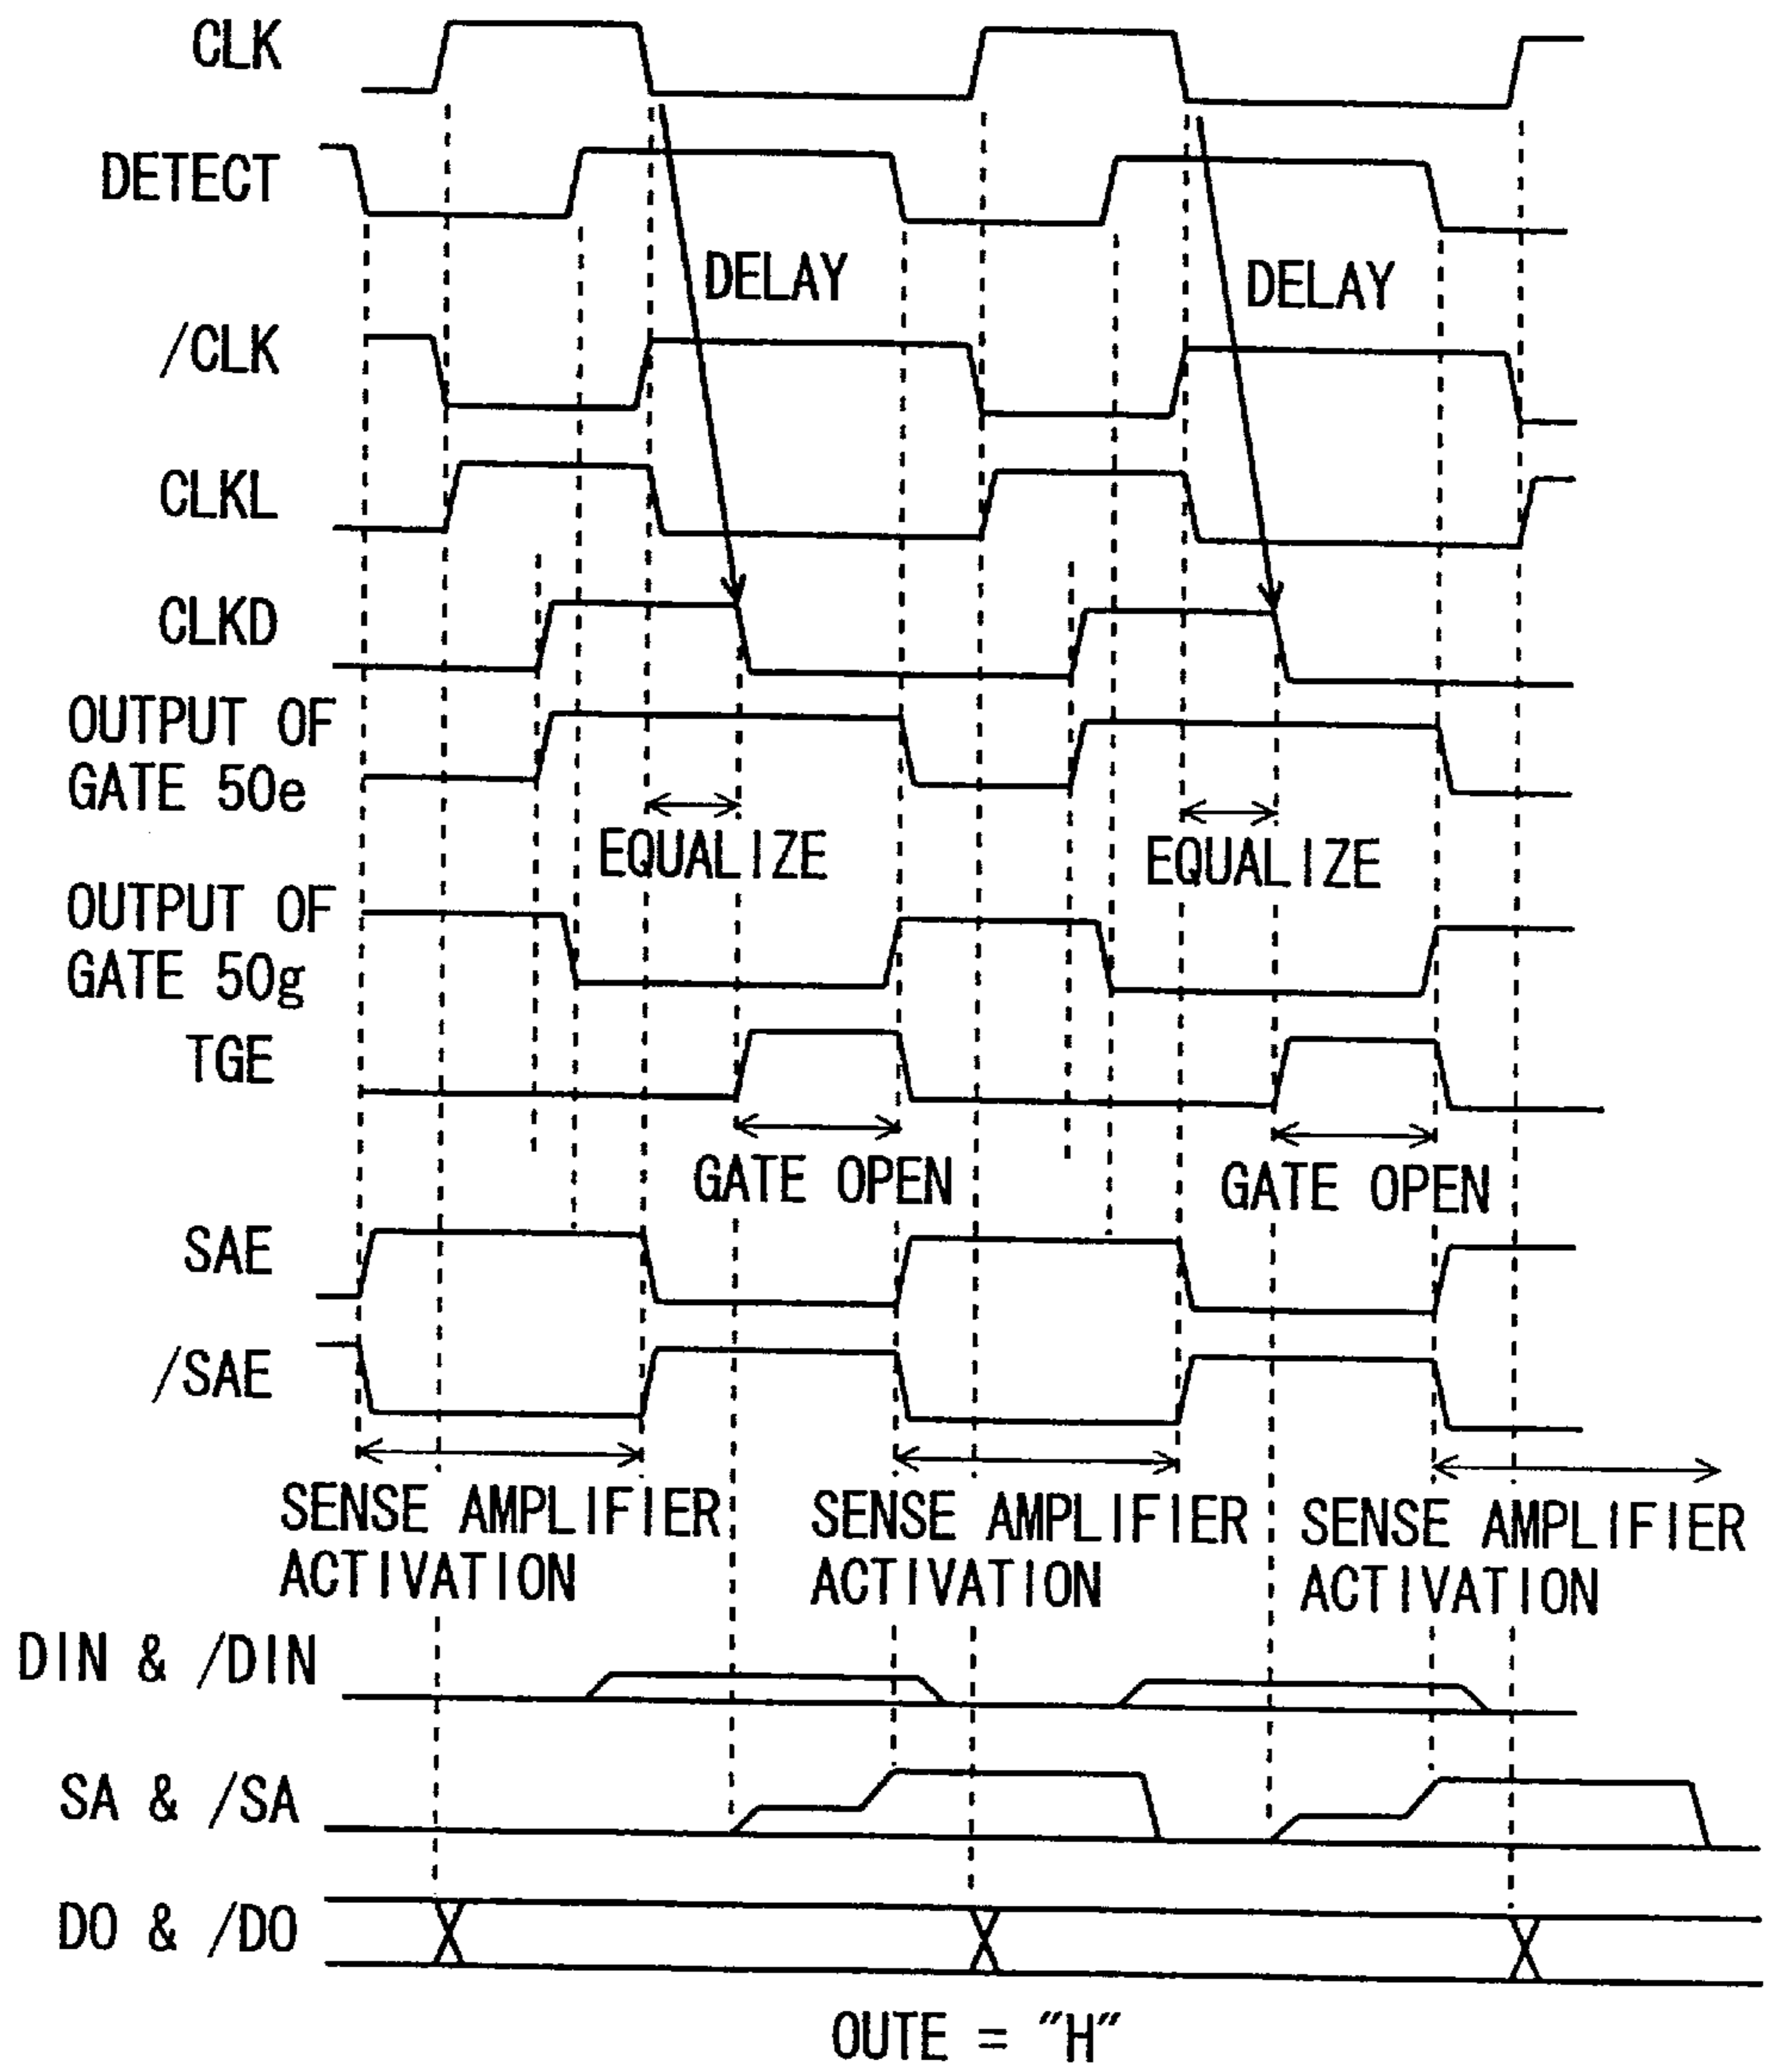 CLK
DETECT
DELAY DELAY
/CLK
CLKL
CLKD
OUTPUT OF
GATE 50e
EQUALIZE EQUALIZE
OUTPUT OF
GATE 50g
TGE
GATE OPEN GATE OPEN
SAE
/SAE
SENSE AMPLIFIER
ACTIVATION
SENSE AMPLIFIER
ACTIVATION
SENSE AMPLIFIER
ACTIVATION
DIN & /DIN
SA & /SA
DO & /DO
OUTE = "H"